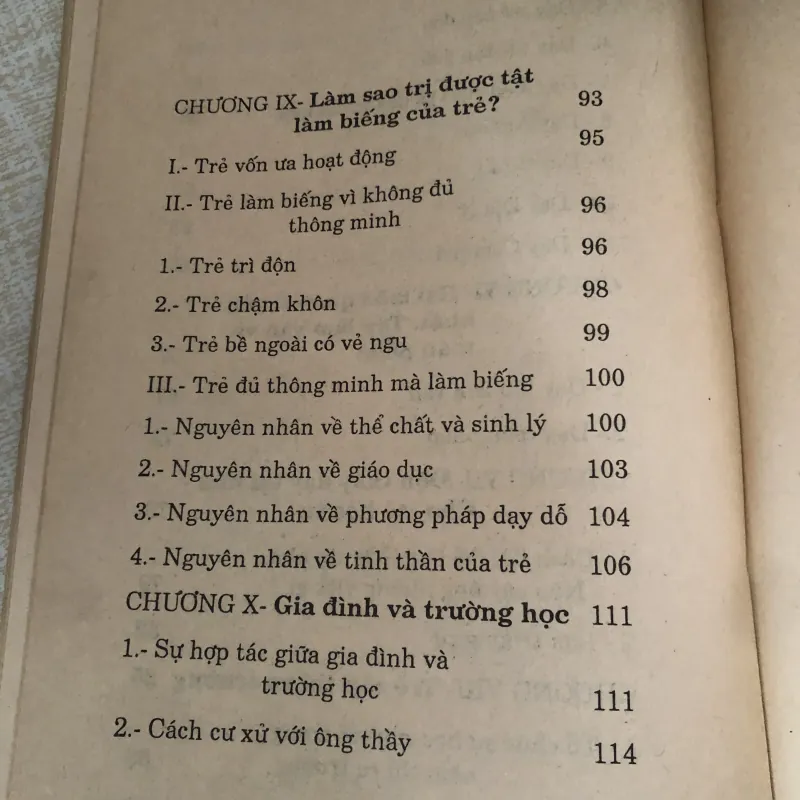 CHƯƠNG IX- Làm sao trị được tật
làm biếng của trẻ? 93
I.- Trẻ vốn ưa hoạt động 95
II.- Trẻ làm biếng vì không đủ
thông minh 96
1.- Trẻ trì độn 96
2.- Trẻ chậm khôn 98
3.- Trẻ bề ngoài có vẻ ngu 99
III.- Trẻ đủ thông minh mà làm biếng 100
1.- Nguyên nhân về thể chất và sinh lý 100
2.- Nguyên nhân về giáo dục 103
3.- Nguyên nhân về phương pháp dạy dỗ 104
4.- Nguyên nhân về tinh thần của trẻ 106
CHƯƠNG X- Gia đình và trường học 111
1.- Sự hợp tác giữa gia đình và
trường học 111
2.- Cách cư xử với ông thầy 114